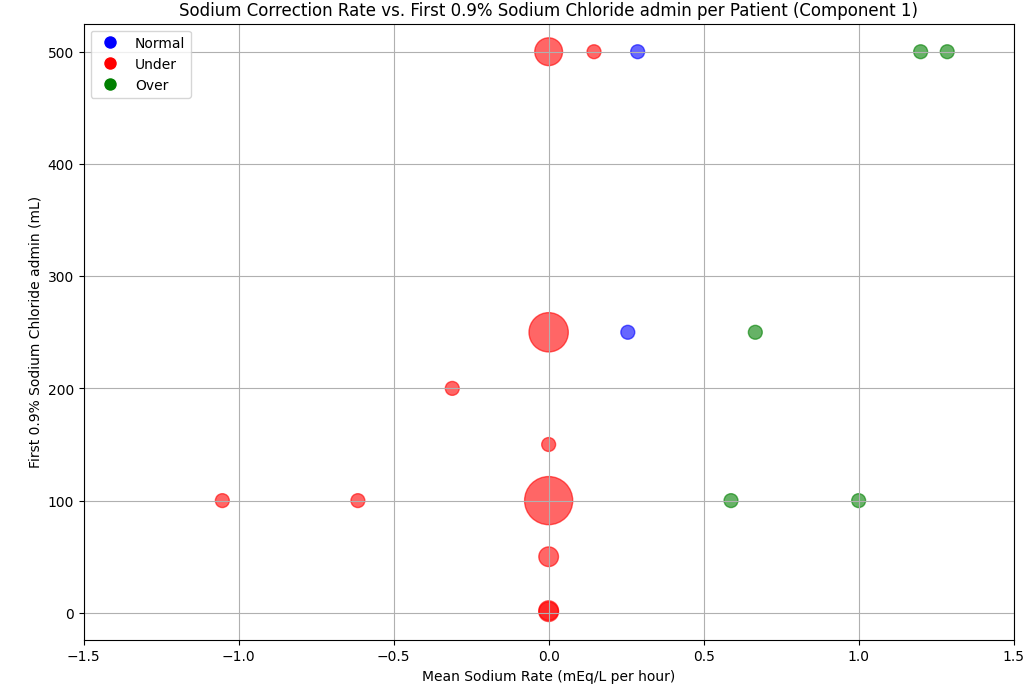 Sodium Correction Rate vs. First 0.9% Sodium Chloride admin per Patient (Component 1)
Normal
Under
Over
First 0.9% Sodium Chloride admin (mL)
500
400
300
200
100
0
−1.5 −1.0 −0.5 0.0 0.5 1.0 1.5
Mean Sodium Rate (mEq/L per hour)